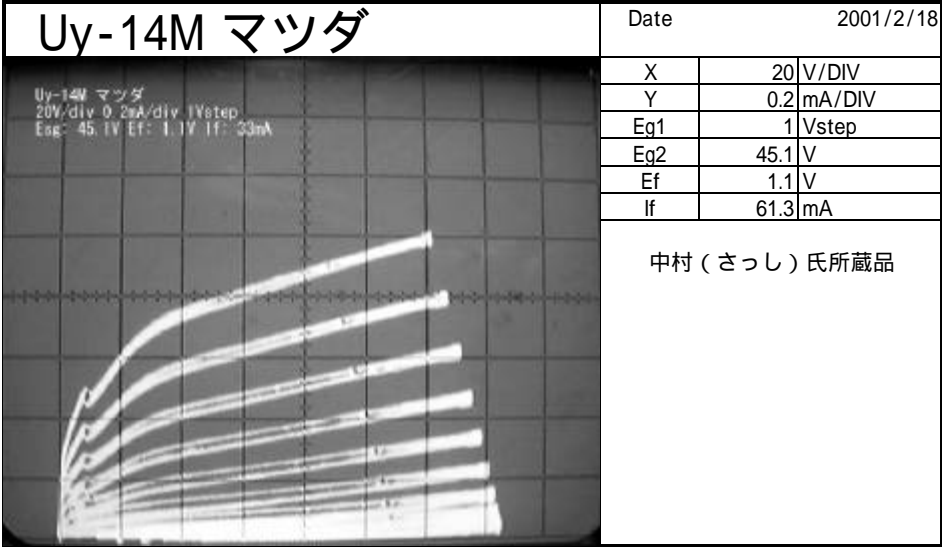 Uy-14M マツダ
Date 2001/2/18
Uy-14M マツダ
20V/div 0.2mA/div 1Vstep
Esg: 45.1V Ef: 1.1V If: 33mA
X 20 V/DIV
Y 0.2 mA/DIV
Eg1 1 Vstep
Eg2 45.1 V
Ef 1.1 V
If 61.3 mA
中村（さっし）氏所蔵品